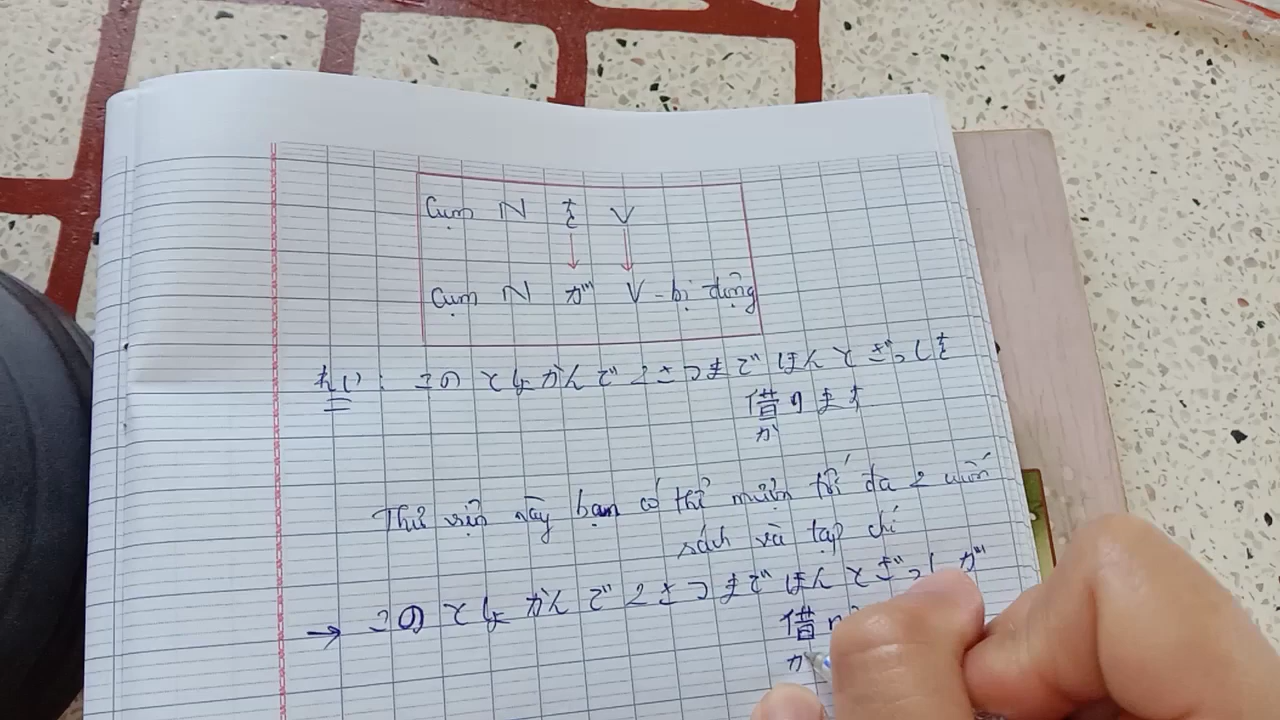 Cụm N を V
Cụm N が V-bị động
れい: このとしょかんで2さつまでほんとざっしを
借ります
か
Thư viện này bạn có thể mượn tối đa 2 cuốn
sách và tạp chí
→ このとしょかんで2さつまでほんとざっしが
借り
か